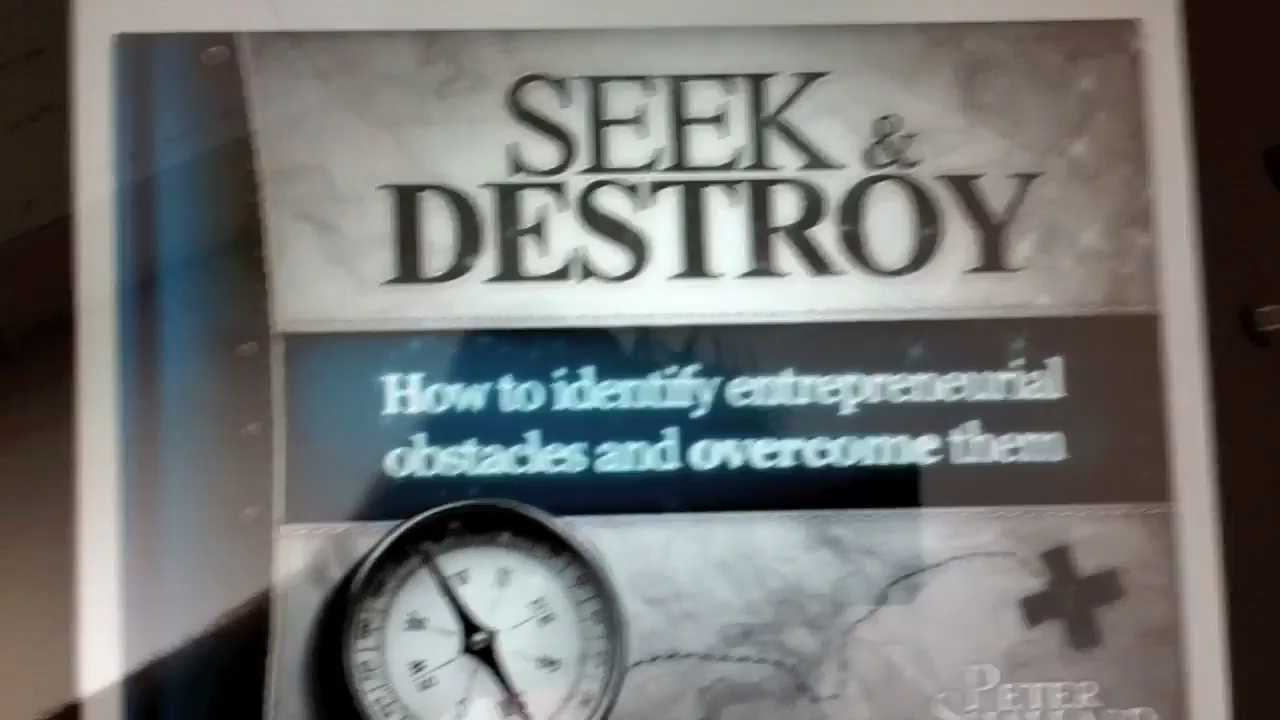 SEEK &
DESTROY
How to identify entrepreneurial
obstacles and overcome them
PETER